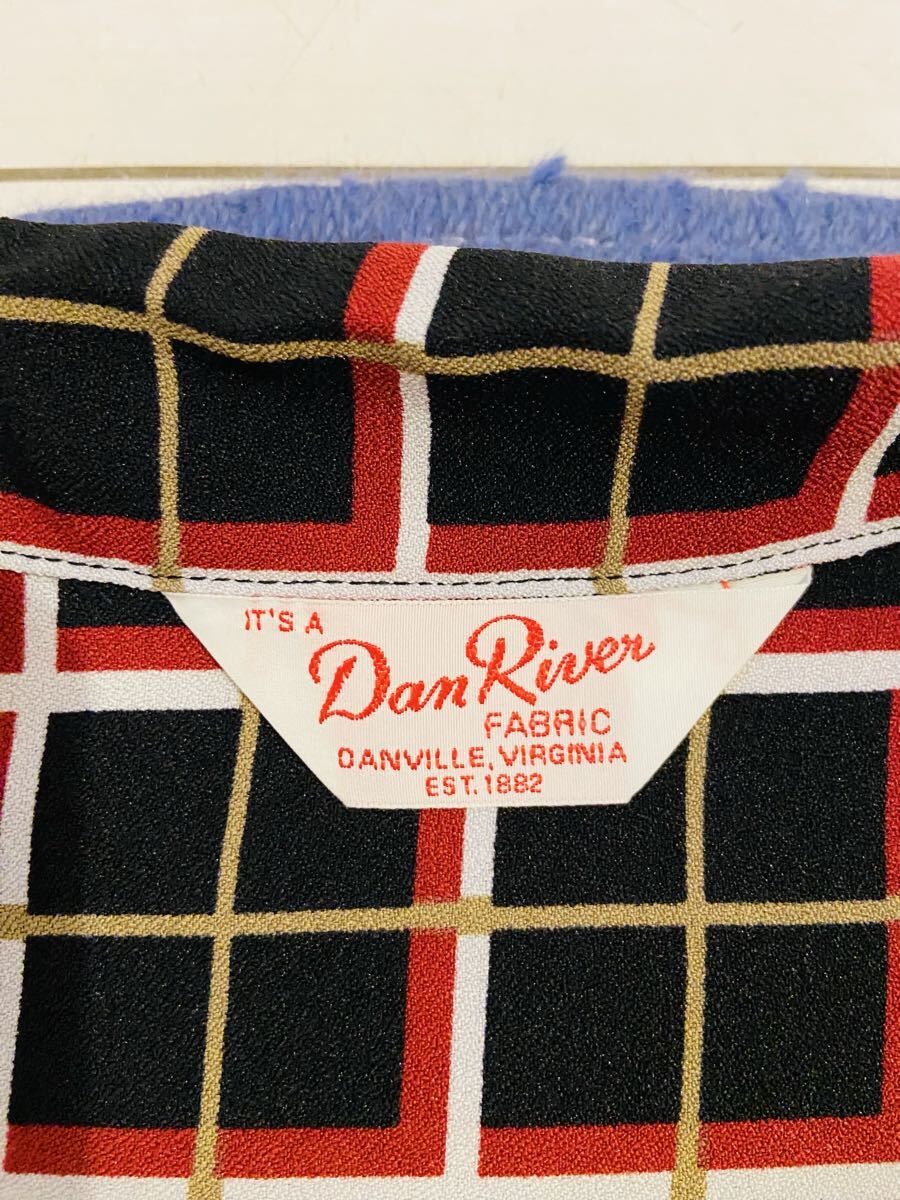 IT'S A
Dan River
FABRIC
DANVILLE, VIRGINIA
EST. 1882